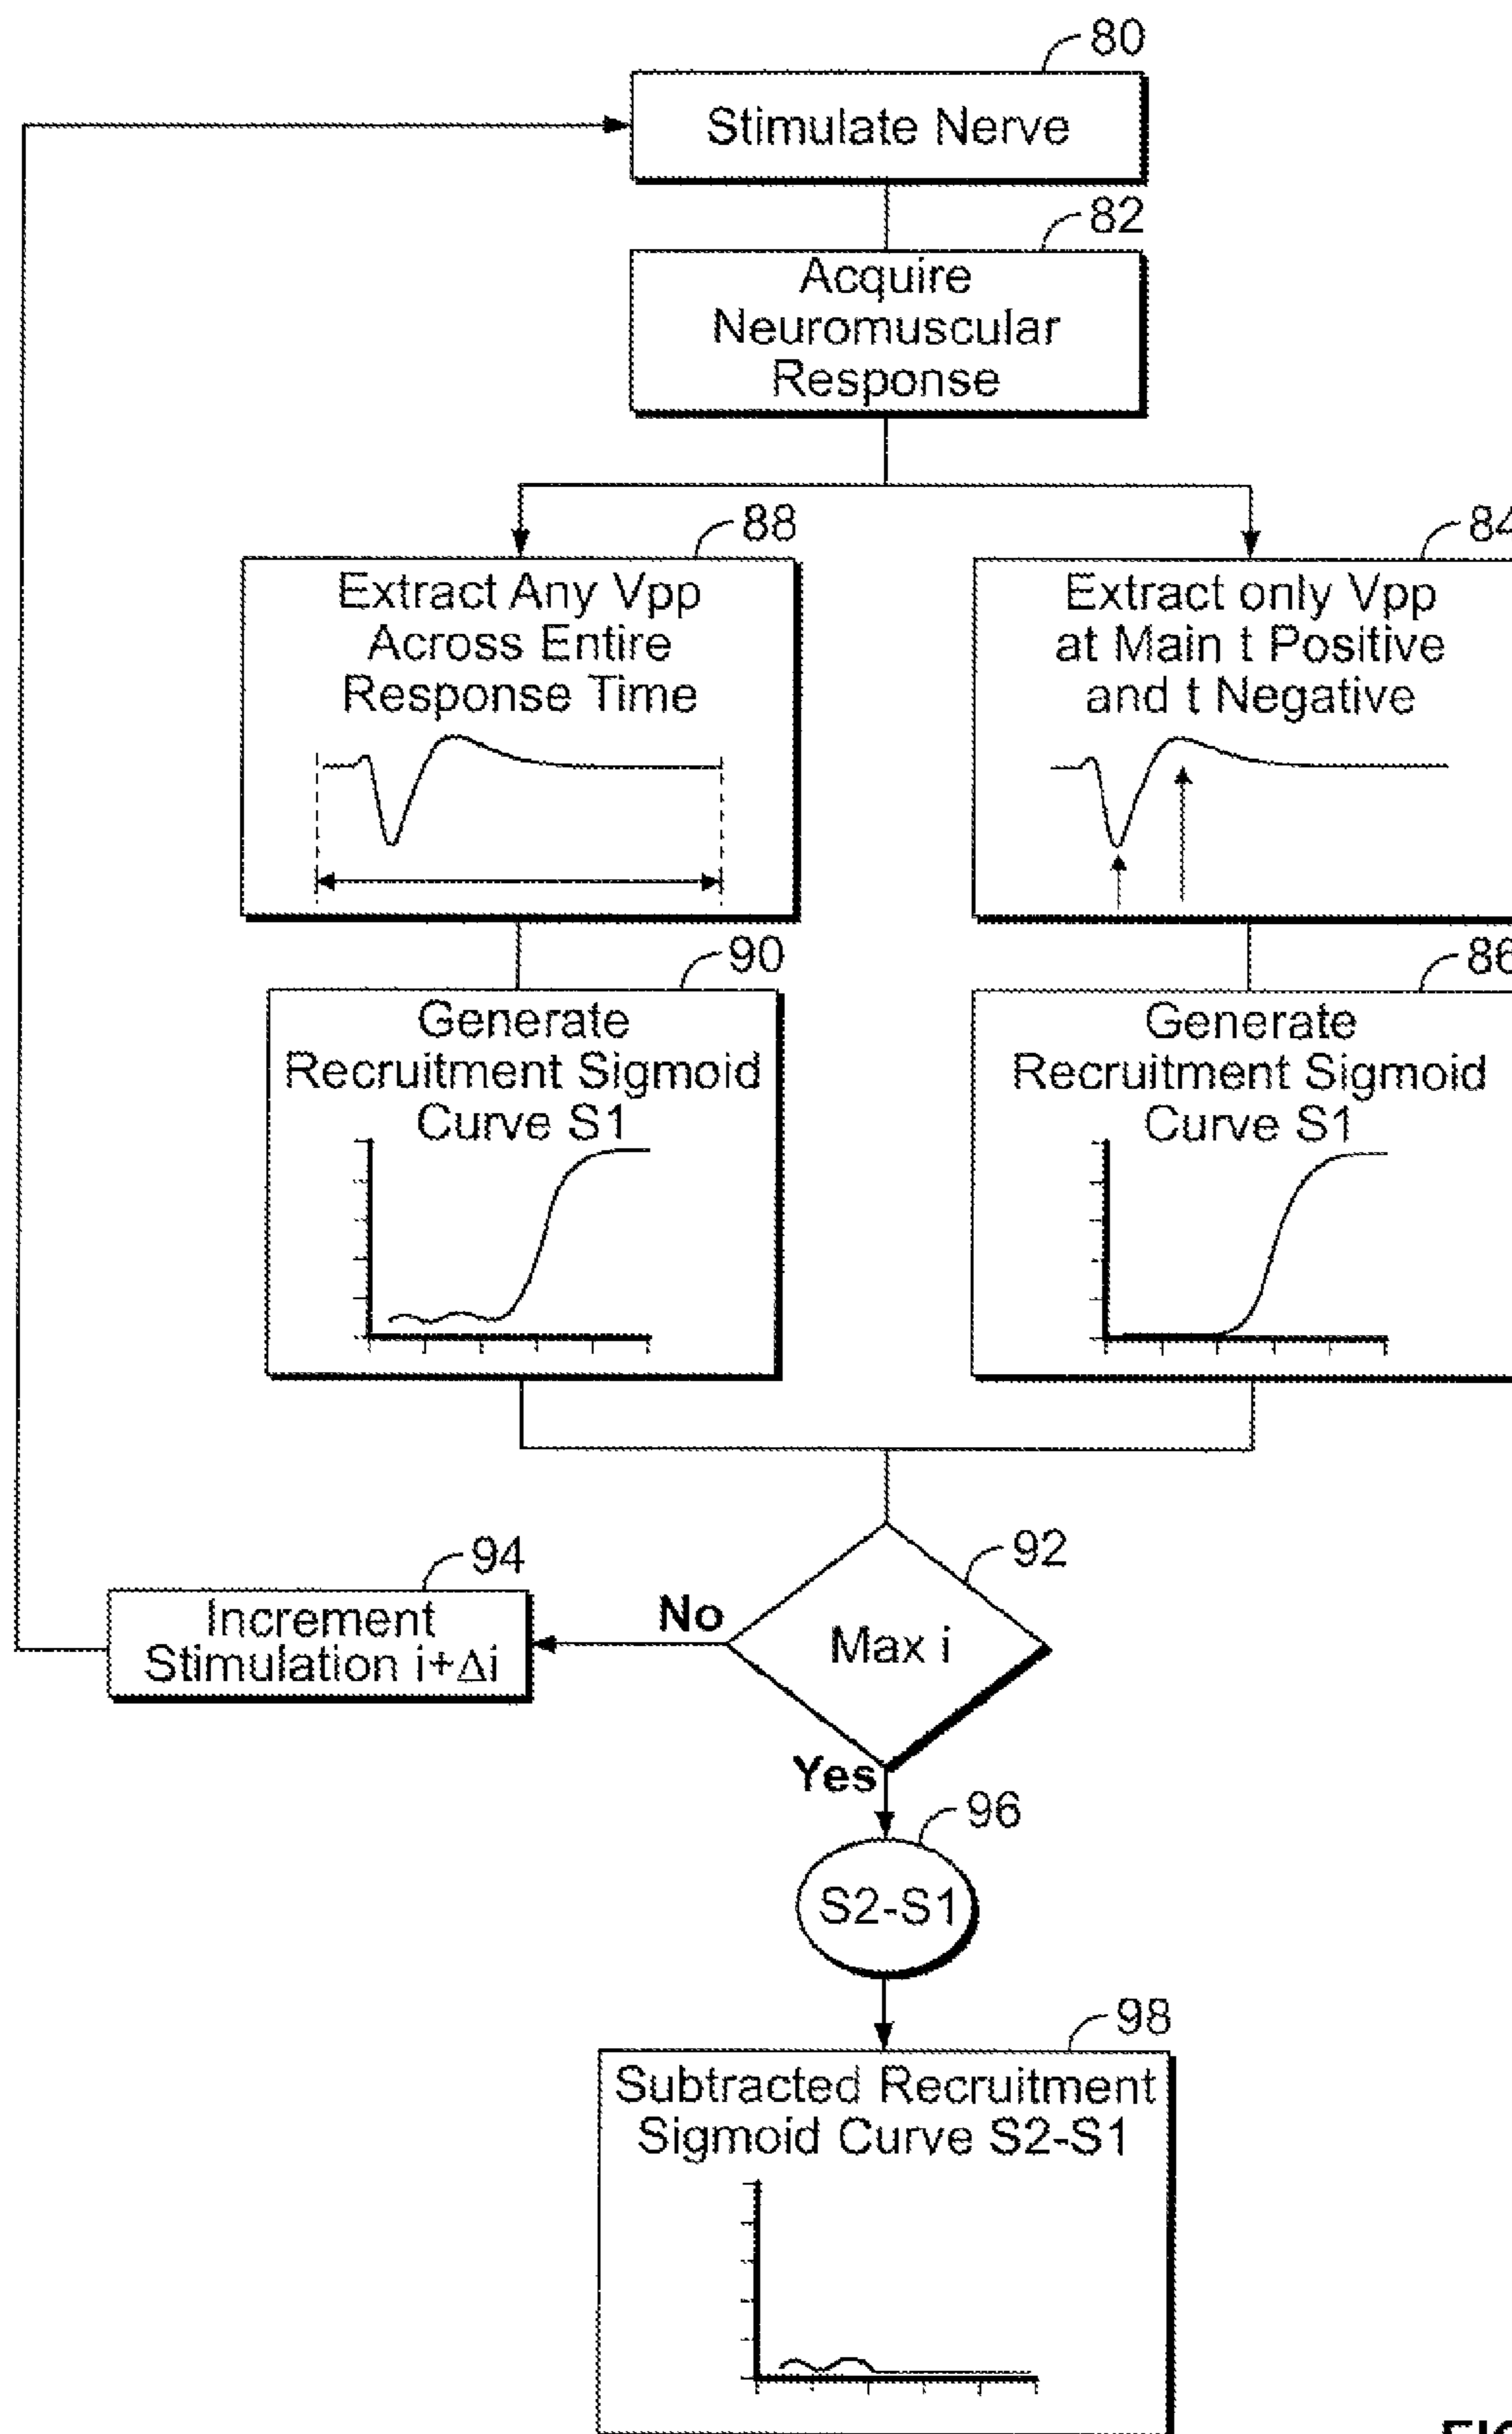 80
Stimulate Nerve
82
Acquire
Neuromuscular
Response
88
Extract Any Vpp
Across Entire
Response Time
84
Extract only Vpp
at Main t Positive
and t Negative
90
Generate
Recruitment Sigmoid
Curve S1
86
Generate
Recruitment Sigmoid
Curve S1
92
Max i
No
94
Increment
Stimulation i+Δi
Yes
96
S2-S1
98
Subtracted Recruitment
Sigmoid Curve S2-S1